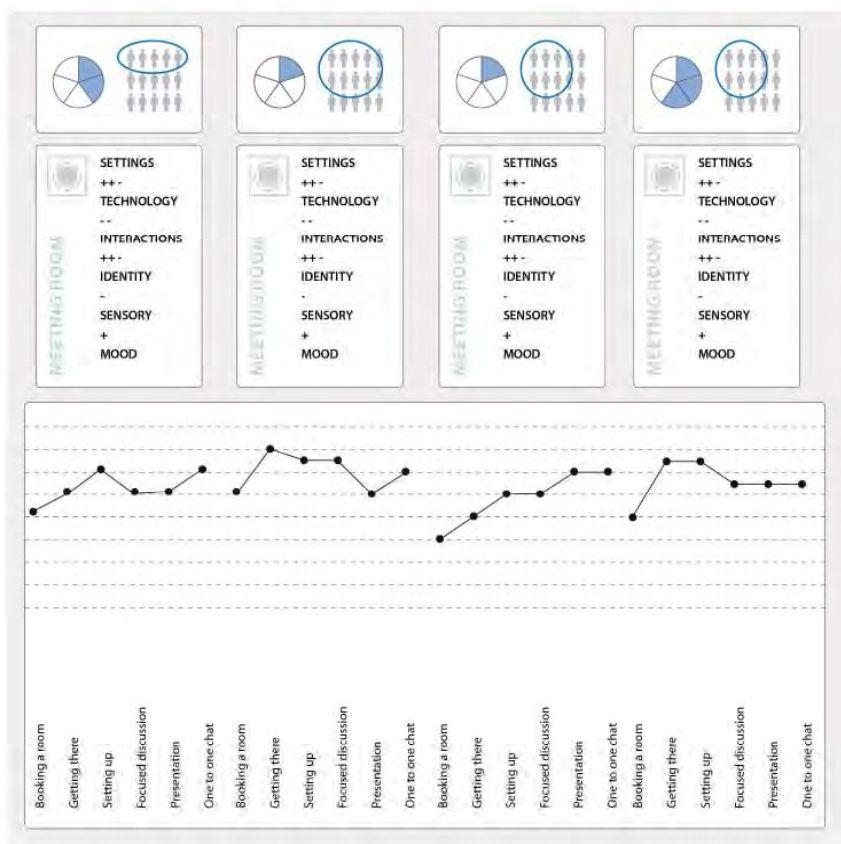 SETTINGS
++ -
TECHNOLOGY
- -
INTERACTIONS
++ -
IDENTITY
-
SENSORY
+
MOOD
MEETING ROOM
SETTINGS
++ -
TECHNOLOGY
- -
INTERACTIONS
++ -
IDENTITY
-
SENSORY
+
MOOD
MEETING ROOM
SETTINGS
++ -
TECHNOLOGY
- -
INTERACTIONS
++ -
IDENTITY
-
SENSORY
+
MOOD
MEETING ROOM
SETTINGS
++ -
TECHNOLOGY
- -
INTERACTIONS
++ -
IDENTITY
-
SENSORY
+
MOOD
MEETING ROOM
Booking a room
Getting there
Setting up
Focused discussion
Presentation
One to one chat
Booking a room
Getting there
Setting up
Focused discussion
Presentation
One to one chat
Booking a room
Getting there
Setting up
Focused discussion
Presentation
One to one chat
Booking a room
Getting there
Setting up
Focused discussion
Presentation
One to one chat